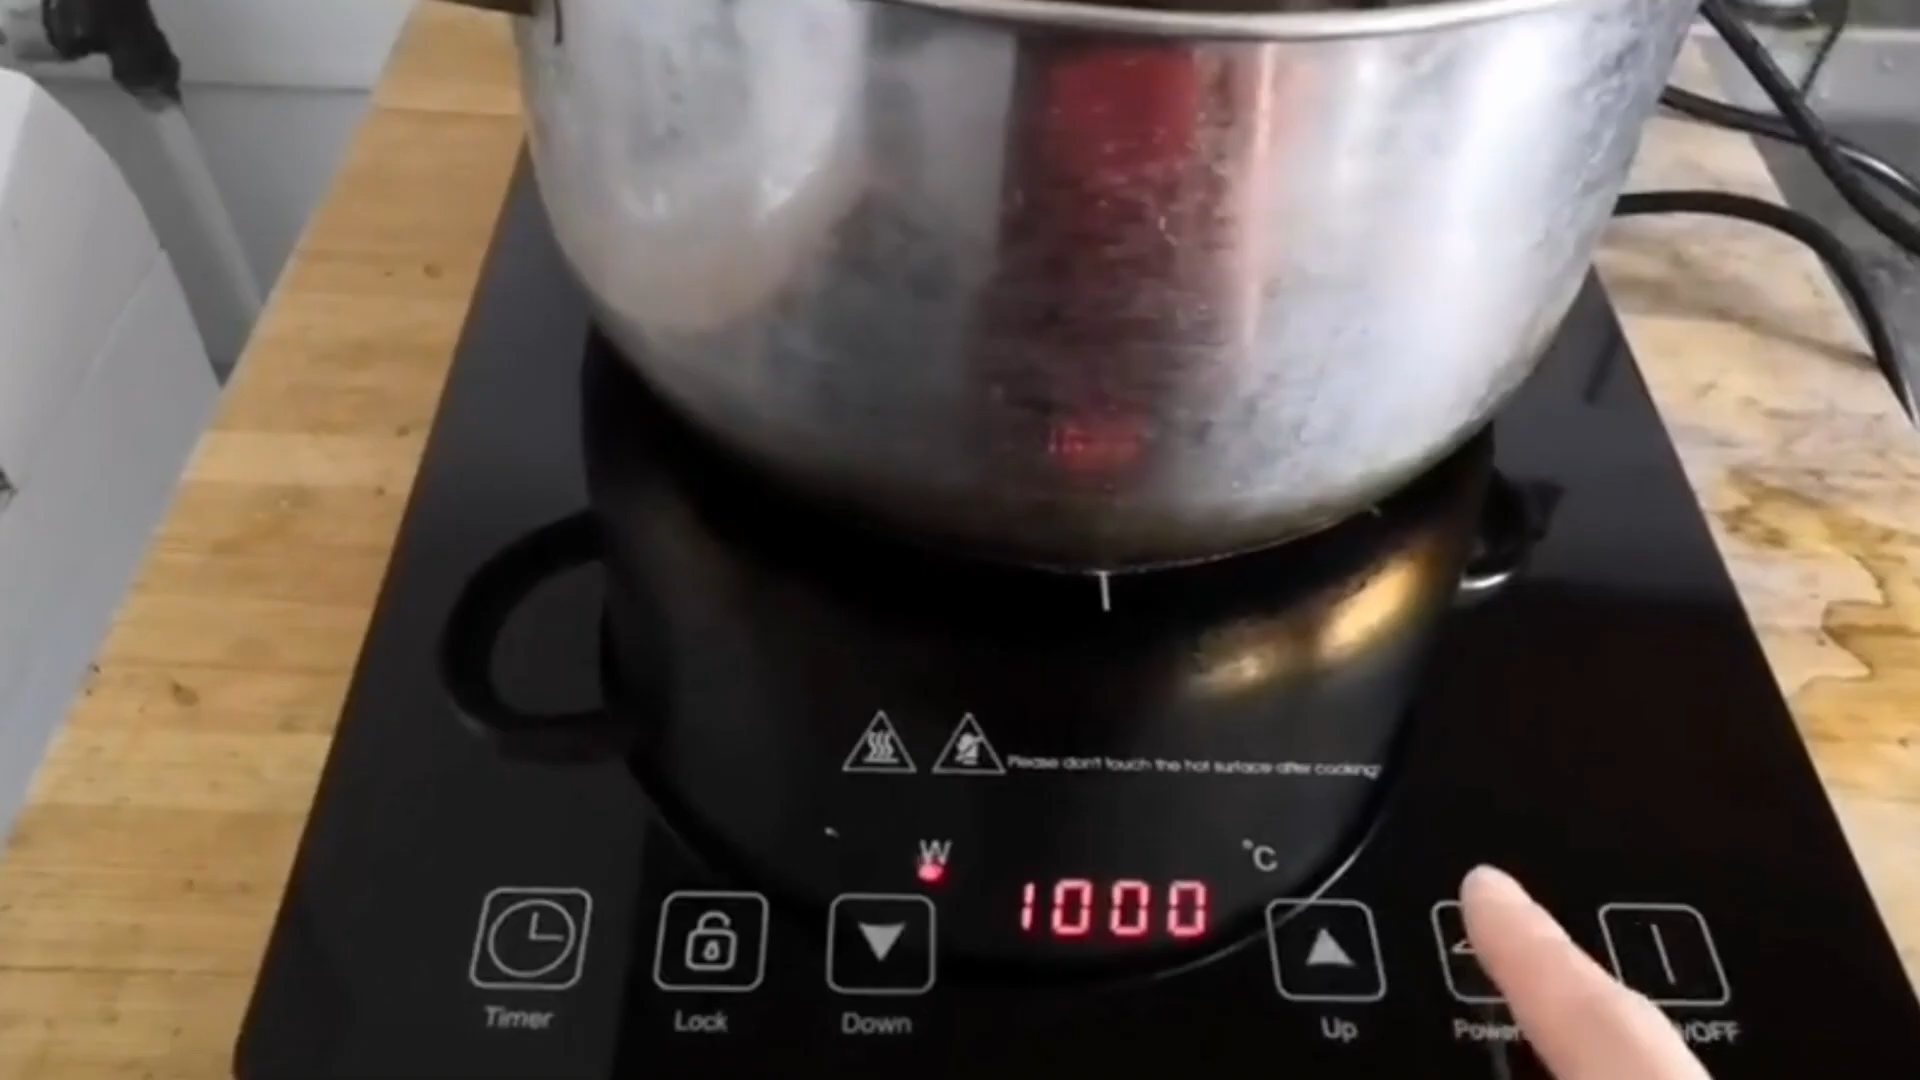 Please don't touch the hot surface after cooking!
W
°C
1000
Timer
Lock
Down
Up